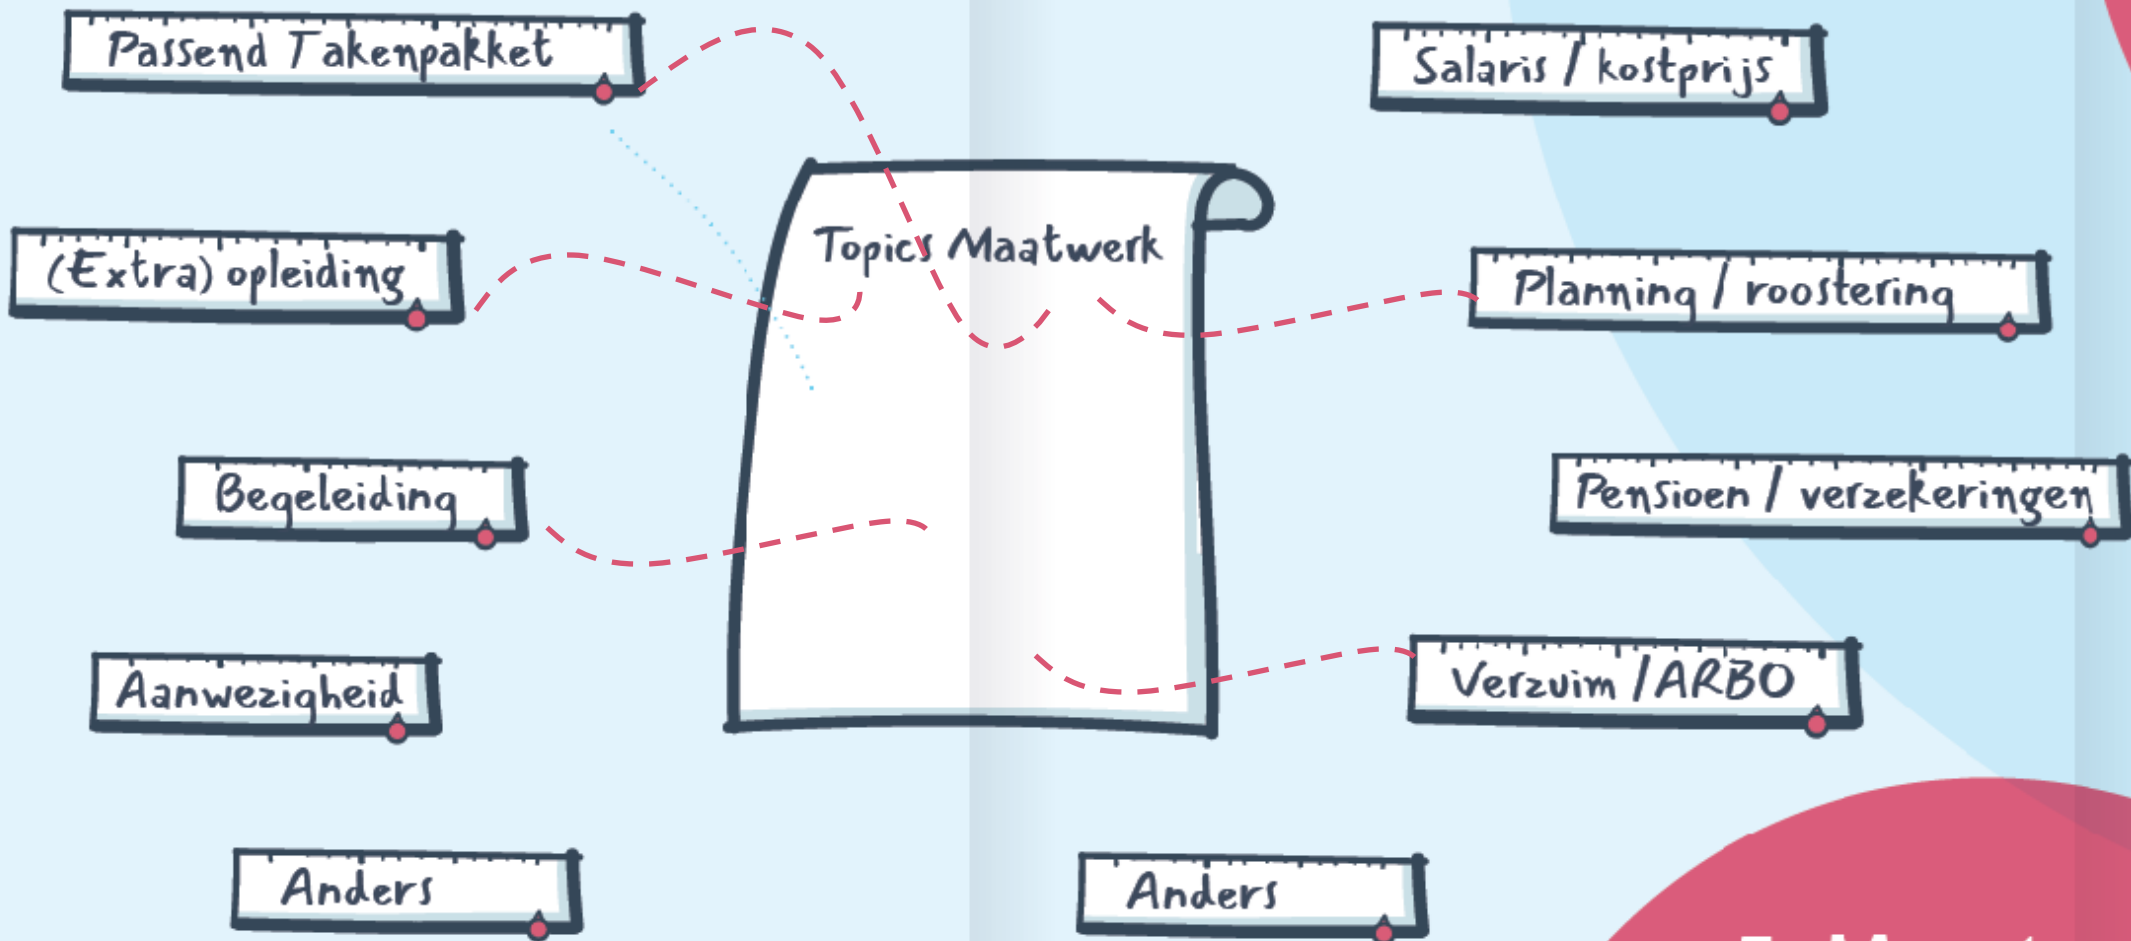 Passend Takenpakket
Salaris / kostprijs
Topics Maatwerk
(Extra) opleiding
Planning / roostering
Begeleiding
Pensioen / verzekeringen
Aanwezigheid
Verzuim / ARBO
Anders
Anders